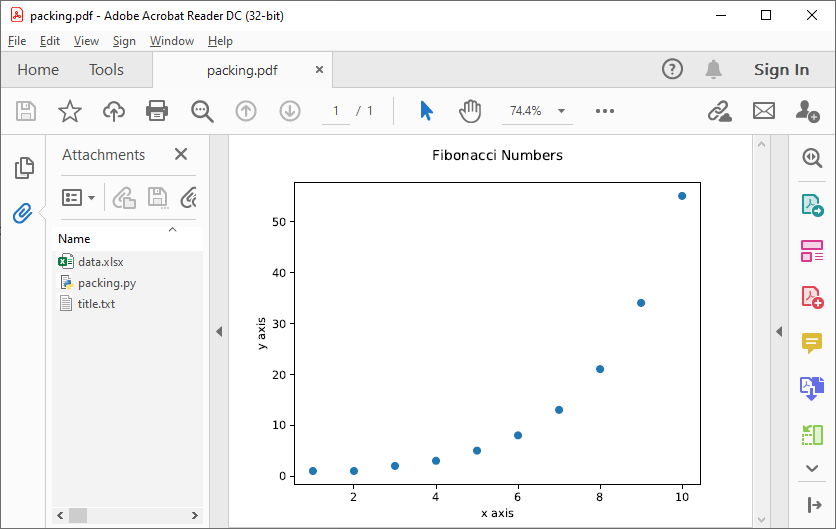 packing.pdf - Adobe Acrobat Reader DC (32-bit)
File Edit View Sign Window Help
Home Tools packing.pdf × ? Sign In
1 / 1 74.4%
Attachments
Name
data.xlsx
packing.py
title.txt
Fibonacci Numbers
50
40
30
20
10
0
y axis
2 4 6 8 10
x axis